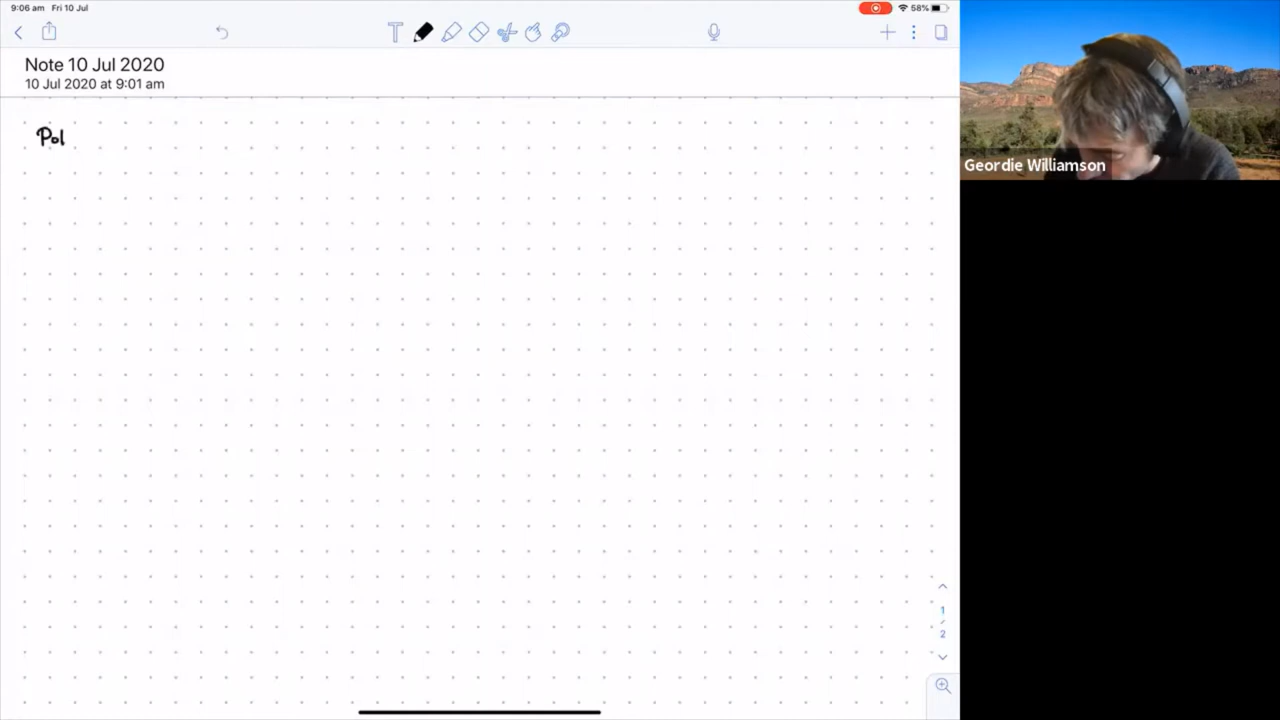 9:06 am Fri 10 Jul
58%
T
Note 10 Jul 2020
10 Jul 2020 at 9:01 am
Pol
Geordie Williamson
1
/
2